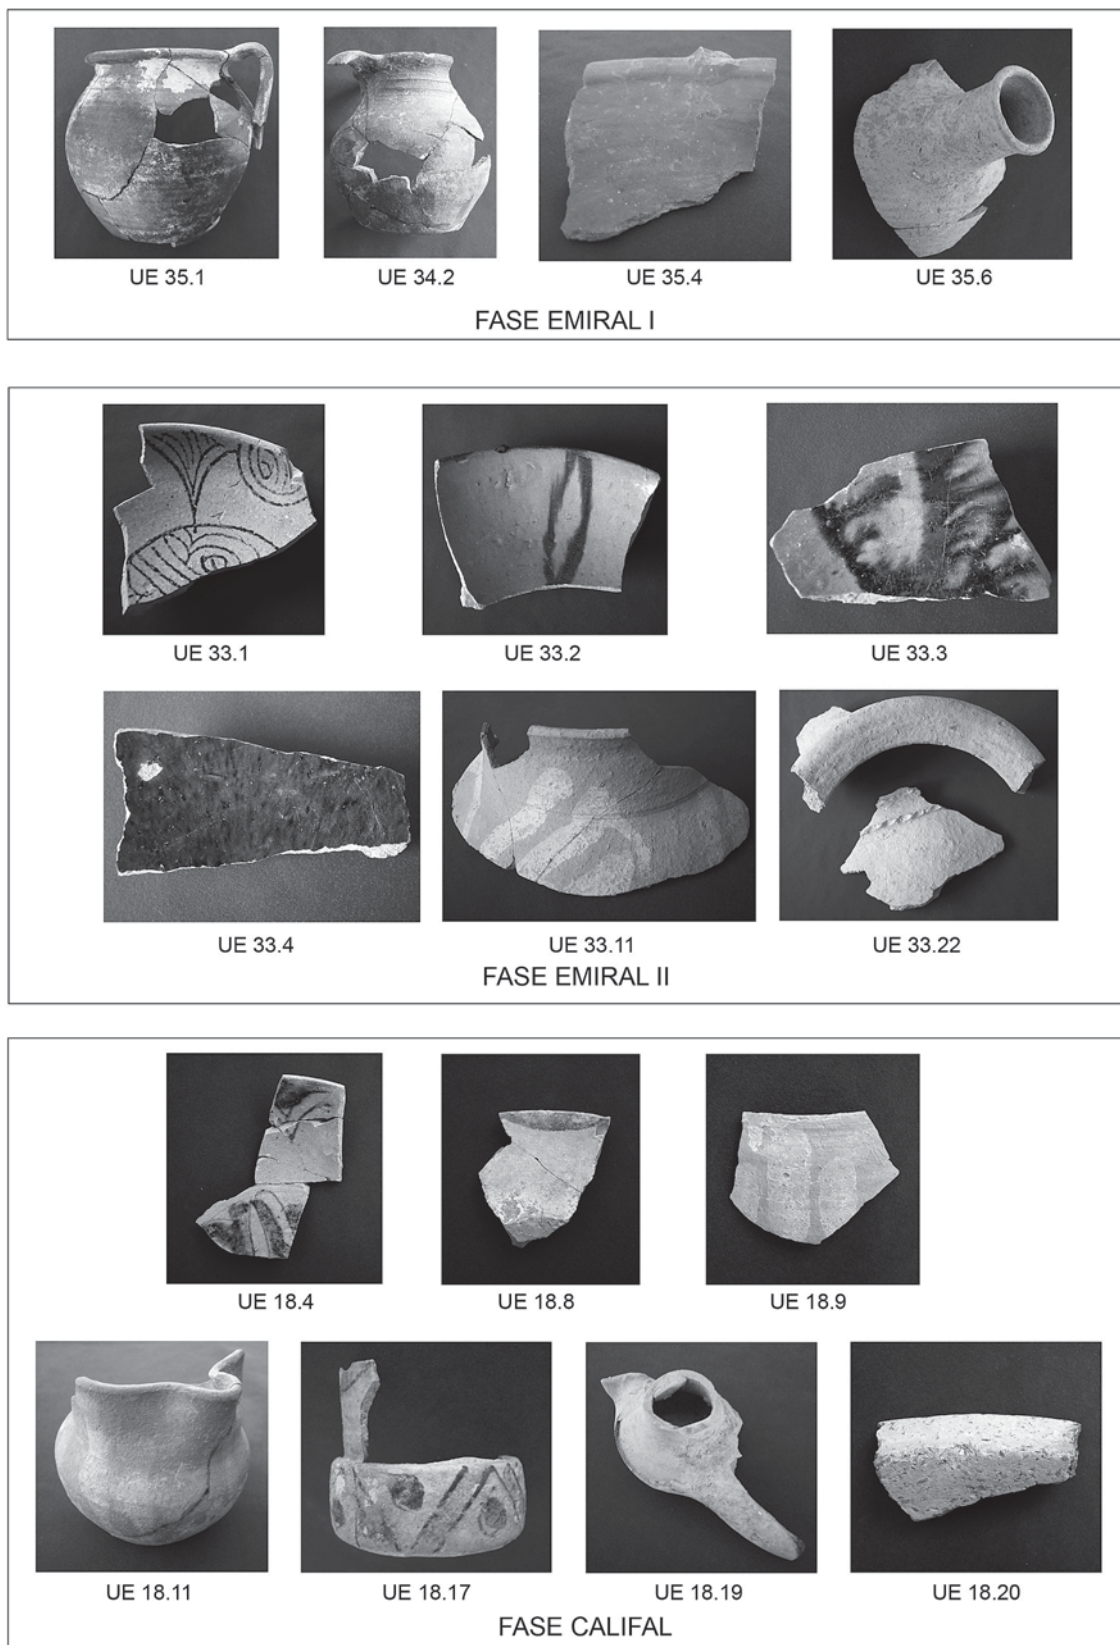 UE 35.1 UE 34.2 UE 35.4 UE 35.6
FASE EMIRAL I
UE 33.1 UE 33.2 UE 33.3
UE 33.4 UE 33.11 UE 33.22
FASE EMIRAL II
UE 18.4 UE 18.8 UE 18.9
UE 18.11 UE 18.17 UE 18.19 UE 18.20
FASE CALIFAL